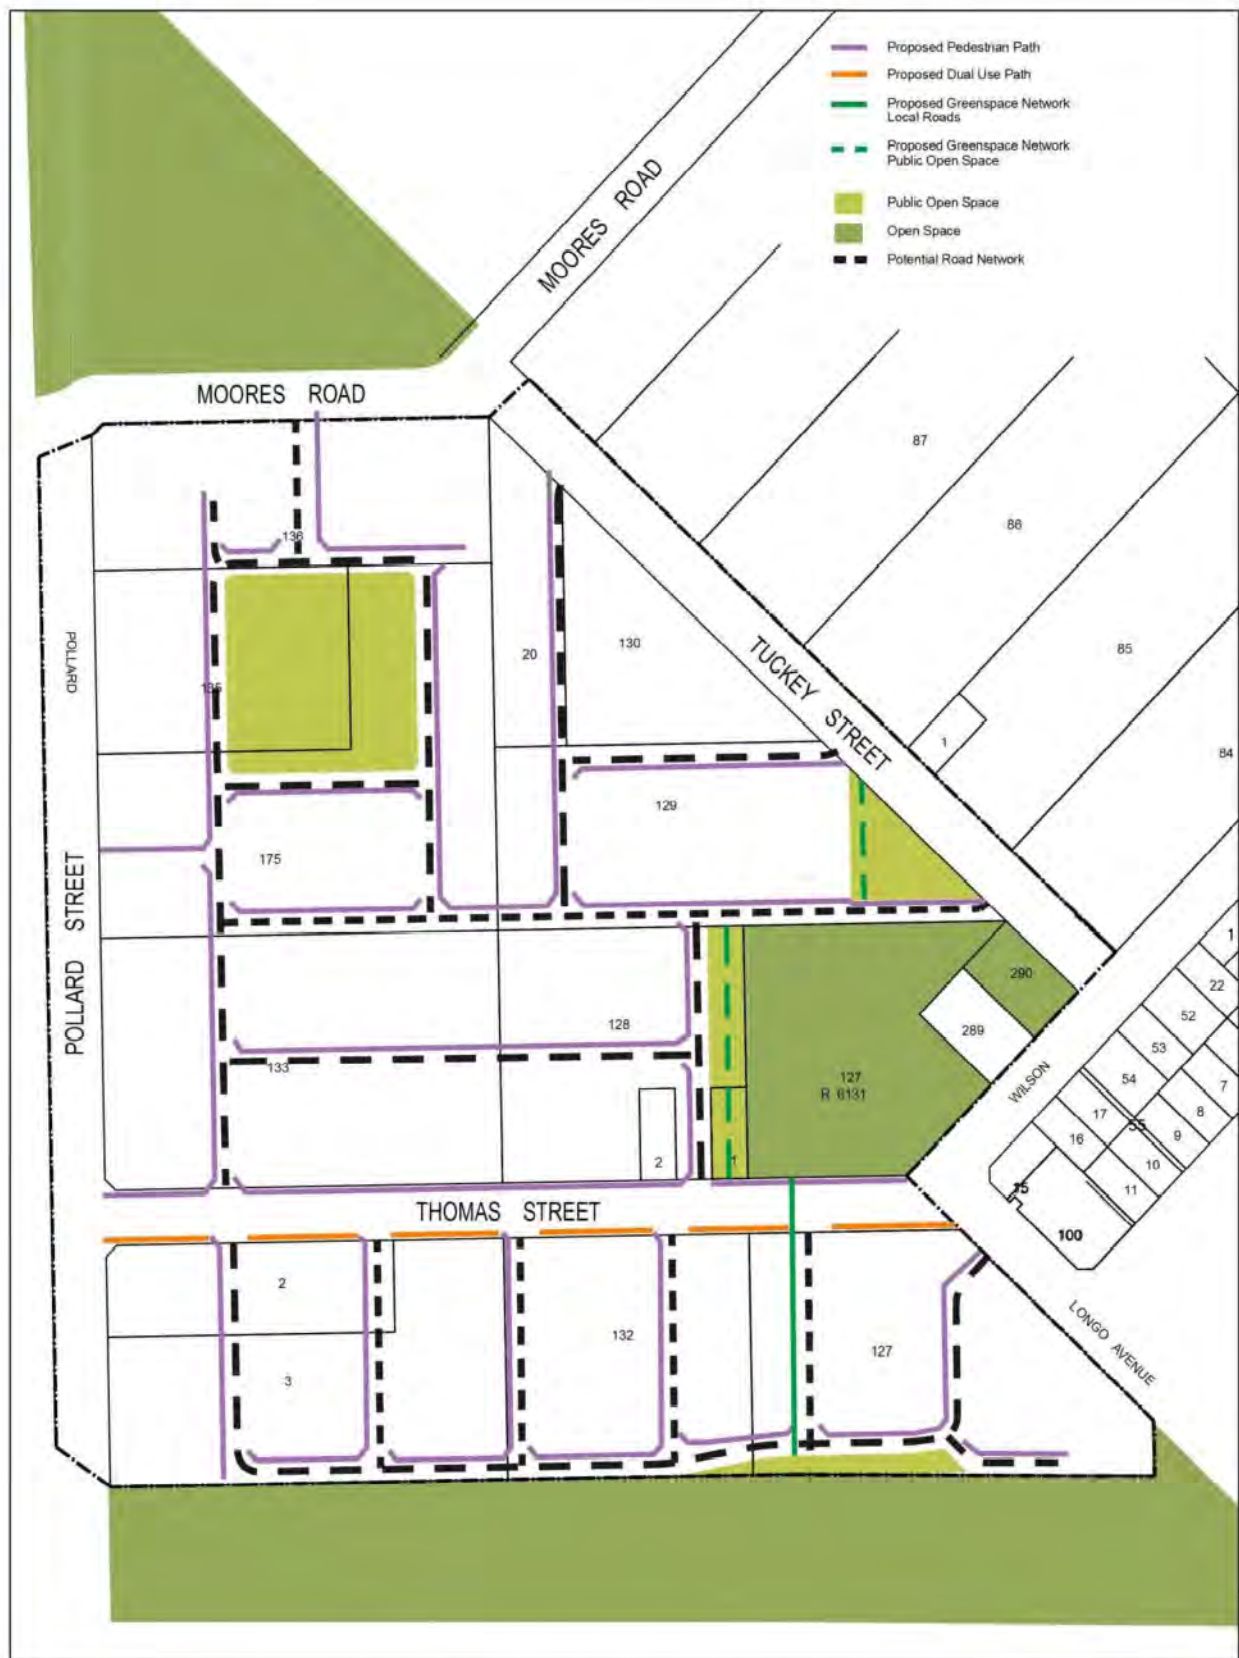 Proposed Pedestrian Path
Proposed Dual Use Path
Proposed Greenspace Network
Local Roads
Proposed Greenspace Network
Public Open Space
Public Open Space
Open Space
Potential Road Network
MOORES ROAD
MOORES ROAD
87
136
86
POLLARD
20
130
85
135
TUCKEY STREET
1
84
129
175
POLLARD STREET
1
290
22
52
289
128
53
133
127
R 6131
WILSON
54
7
17
8
55
16
9
2
1
10
15
11
THOMAS STREET
100
2
132
127
LONGO AVENUE
3